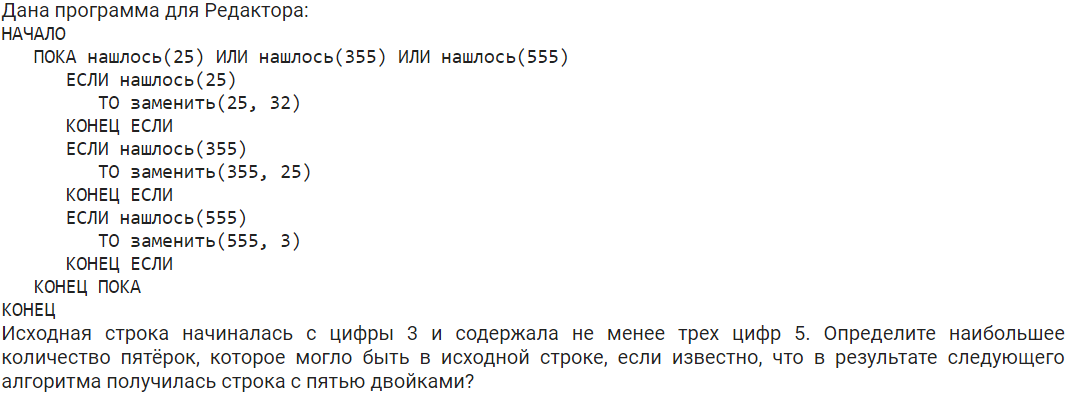 Дана программа для Редактора:
НАЧАЛО
ПОКА нашлось(25) ИЛИ нашлось(355) ИЛИ нашлось(555)
ЕСЛИ нашлось(25)
ТО заменить(25, 32)
КОНЕЦ ЕСЛИ
ЕСЛИ нашлось(355)
ТО заменить(355, 25)
КОНЕЦ ЕСЛИ
ЕСЛИ нашлось(555)
ТО заменить(555, 3)
КОНЕЦ ЕСЛИ
КОНЕЦ ПОКА
КОНЕЦ
Исходная строка начиналась с цифры 3 и содержала не менее трех цифр 5. Определите наибольшее
количество пятёрок, которое могло быть в исходной строке, если известно, что в результате следующего
алгоритма получилась строка с пятью двойками?